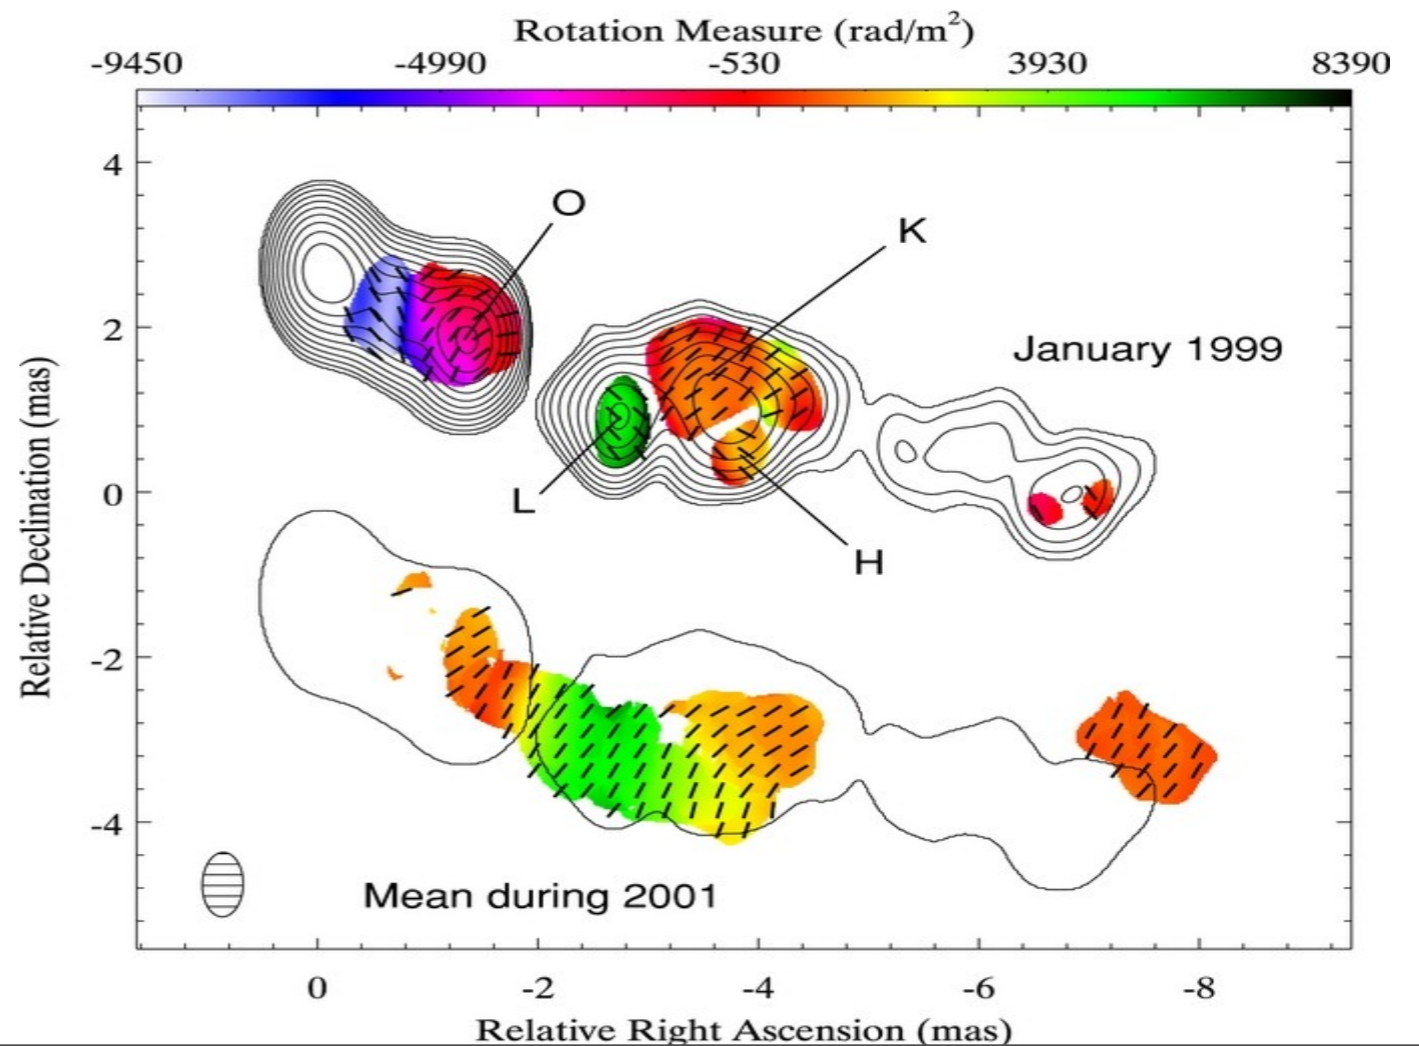 Rotation Measure (rad/m²)
-9450 -4990 -530 3930 8390
O
K
4
2
January 1999
L
0
H
-2
-4
Mean during 2001
Relative Declination (mas)
0 -2 -4 -6 -8
Relative Right Ascension (mas)